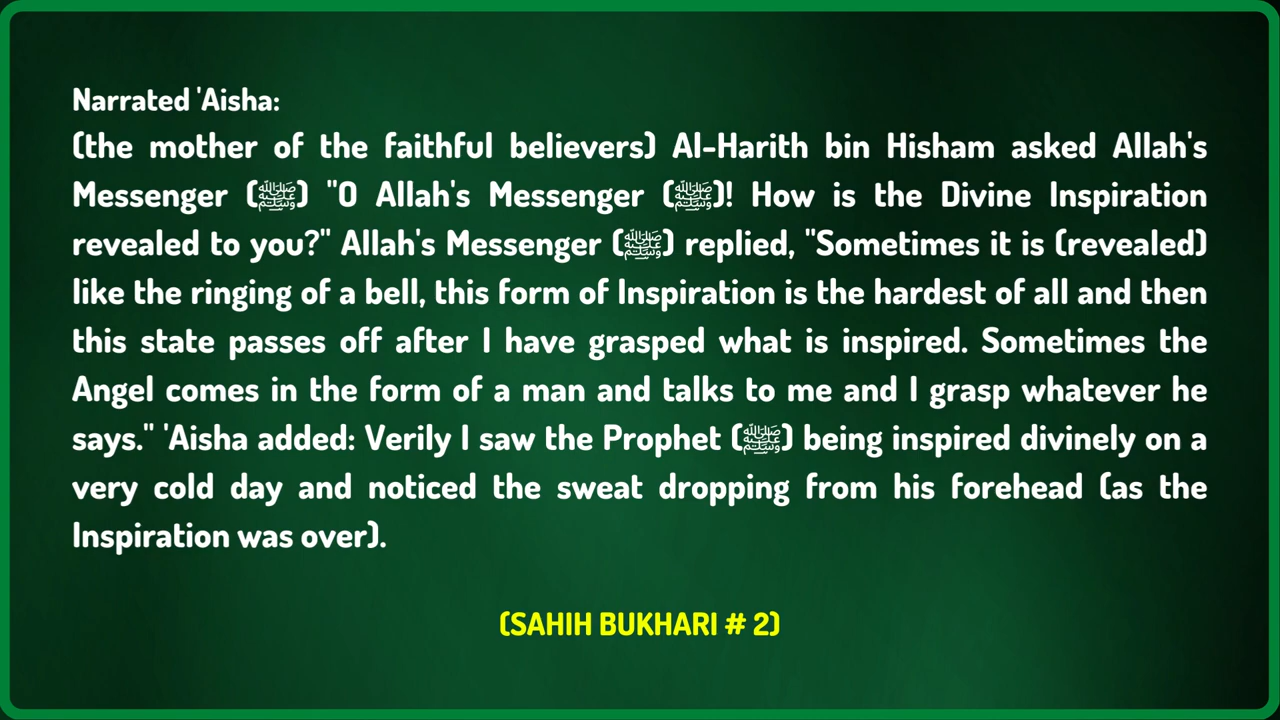 Narrated 'Aisha:
(the mother of the faithful believers) Al-Harith bin Hisham asked Allah's
Messenger (ﷺ) "O Allah's Messenger (ﷺ)! How is the Divine Inspiration
revealed to you?" Allah's Messenger (ﷺ) replied, "Sometimes it is (revealed)
like the ringing of a bell, this form of Inspiration is the hardest of all and then
this state passes off after I have grasped what is inspired. Sometimes the
Angel comes in the form of a man and talks to me and I grasp whatever he
says." 'Aisha added: Verily I saw the Prophet (ﷺ) being inspired divinely on a
very cold day and noticed the sweat dropping from his forehead (as the
Inspiration was over).
(SAHIH BUKHARI # 2)